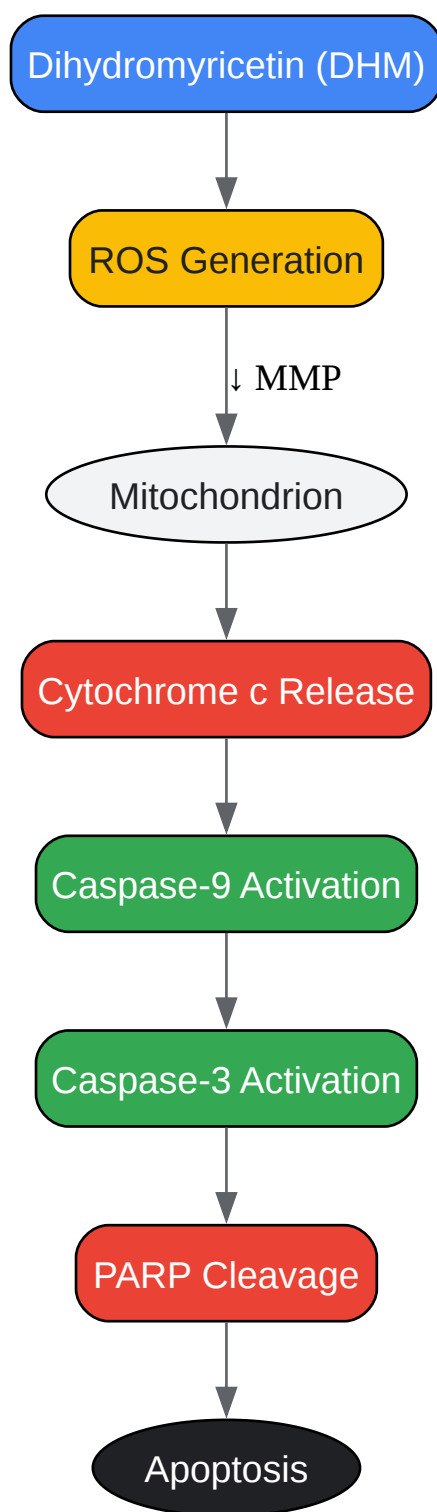 Dihydromyricetin (DHM)
ROS Generation
↓ MMP
Mitochondrion
Cytochrome c Release
Caspase-9 Activation
Caspase-3 Activation
PARP Cleavage
Apoptosis